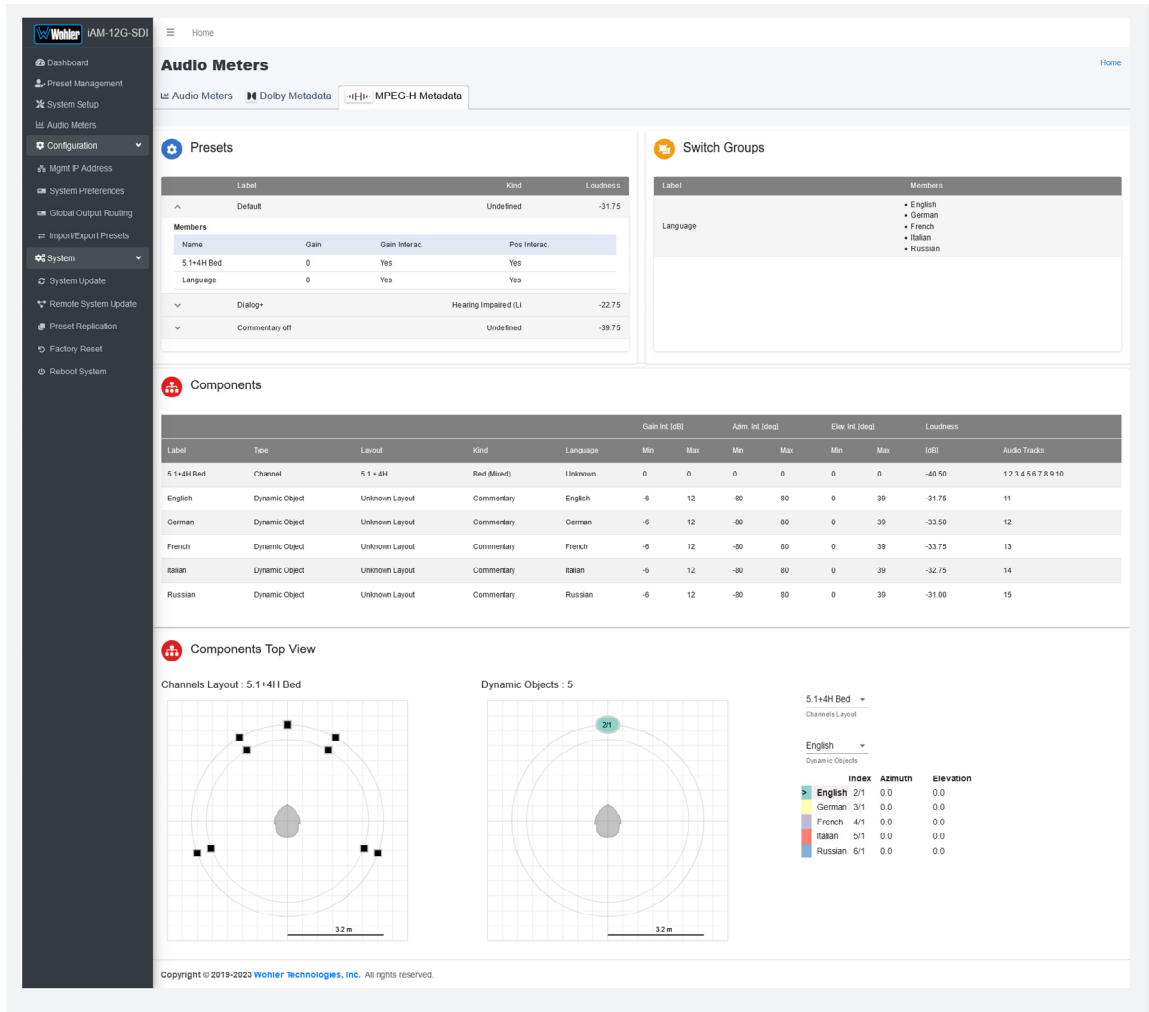 Wohler iAM-12G-SDI
Home
Dashboard
Preset Management
System Setup
Audio Meters
Configuration
Mgmt IP Address
System Preferences
Global Output Routing
Import/Export Presets
System
System Update
Remote System Update
Preset Replication
Factory Reset
Reboot System
Audio Meters
Home
Audio Meters Dolby Metadata MPEG-H Metadata
Presets
Label Kind Loudness
Default Undefined -31.75
Members
Name Gain Gain Interac. Pos Interac.
5.1+4H Bed 0 Yes Yes
Language 0 Yes Yes
Dialog+ Hearing Impaired (Li -22.75
Commentary off Undefined -39.75
Switch Groups
Label Members
Language
• English
• German
• French
• Italian
• Russian
Components
Gain Int. [dB] Azim. Int. [deg] Elev. Int. [deg] Loudness
Label Type Layout Kind Language Min Max Min Max Min Max [dB] Audio Tracks
5.1+4H Bed Channel 5.1 + 4H Bed (Mixed) Unknown 0 0 0 0 0 0 -40.50 1 2 3 4 5 6 7 8 9 10
English Dynamic Object Unknown Layout Commentary English -6 12 -80 80 0 39 -31.75 11
German Dynamic Object Unknown Layout Commentary German -6 12 -80 80 0 39 -33.50 12
French Dynamic Object Unknown Layout Commentary French -6 12 -80 80 0 39 -33.75 13
Italian Dynamic Object Unknown Layout Commentary Italian -6 12 -80 80 0 39 -32.75 14
Russian Dynamic Object Unknown Layout Commentary Russian -6 12 -80 80 0 39 -31.00 15
Components Top View
Channels Layout : 5.1+4H Bed
3.2 m
Dynamic Objects : 5
2/1
3.2 m
5.1+4H Bed
Channels Layout
English
Dynamic Objects
Index Azimuth Elevation
> English 2/1 0.0 0.0
German 3/1 0.0 0.0
French 4/1 0.0 0.0
Italian 5/1 0.0 0.0
Russian 6/1 0.0 0.0
Copyright © 2019-2023 Wohler Technologies, Inc. All rights reserved.